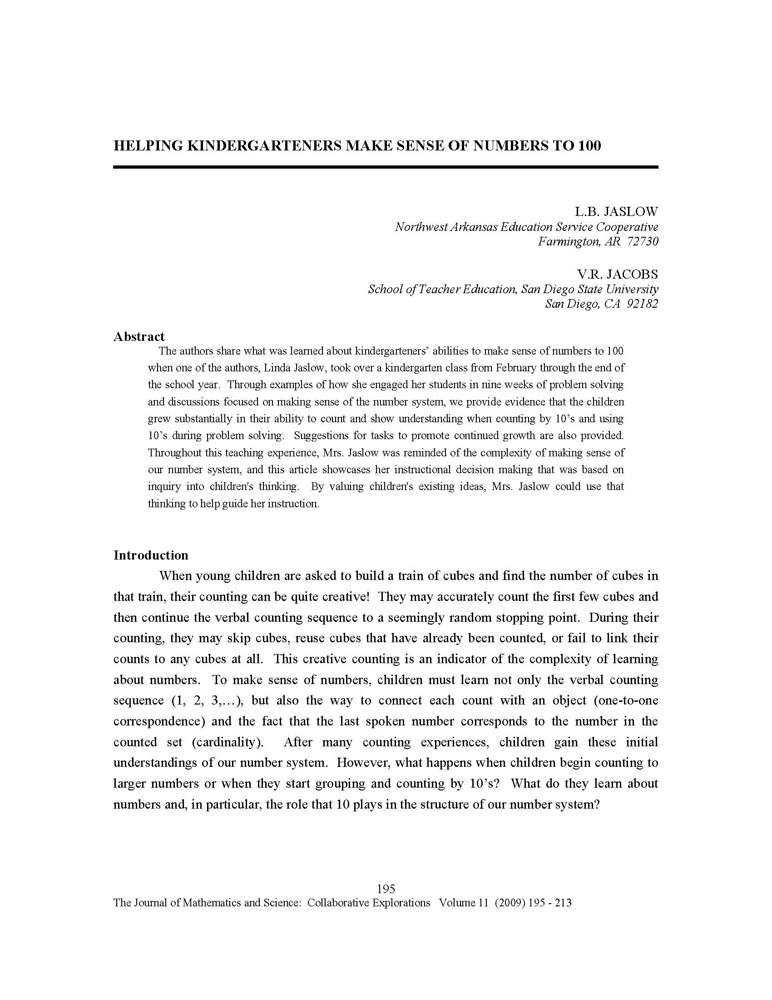 HELPING KINDERGARTENERS MAKE SENSE OF NUMBERS TO 100
L.B. JASLOW
Northwest Arkansas Education Service Cooperative
Farmington, AR 72730
V.R. JACOBS
School of Teacher Education, San Diego State University
San Diego, CA 92182
Abstract
The authors share what was learned about kindergarteners’ abilities to make sense of numbers to 100
when one of the authors, Linda Jaslow, took over a kindergarten class from February through the end of
the school year. Through examples of how she engaged her students in nine weeks of problem solving
and discussions focused on making sense of the number system, we provide evidence that the children
grew substantially in their ability to count and show understanding when counting by 10’s and using
10’s during problem solving. Suggestions for tasks to promote continued growth are also provided.
Throughout this teaching experience, Mrs. Jaslow was reminded of the complexity of making sense of
our number system, and this article showcases her instructional decision making that was based on
inquiry into children's thinking. By valuing children's existing ideas, Mrs. Jaslow could use that
thinking to help guide her instruction.
Introduction
When young children are asked to build a train of cubes and find the number of cubes in
that train, their counting can be quite creative! They may accurately count the first few cubes and
then continue the verbal counting sequence to a seemingly random stopping point. During their
counting, they may skip cubes, reuse cubes that have already been counted, or fail to link their
counts to any cubes at all. This creative counting is an indicator of the complexity of learning
about numbers. To make sense of numbers, children must learn not only the verbal counting
sequence (1, 2, 3,…), but also the way to connect each count with an object (one-to-one
correspondence) and the fact that the last spoken number corresponds to the number in the
counted set (cardinality). After many counting experiences, children gain these initial
understandings of our number system. However, what happens when children begin counting to
larger numbers or when they start grouping and counting by 10’s? What do they learn about
numbers and, in particular, the role that 10 plays in the structure of our number system?
195
The Journal of Mathematics and Science: Collaborative Explorations Volume 11 (2009) 195 - 213